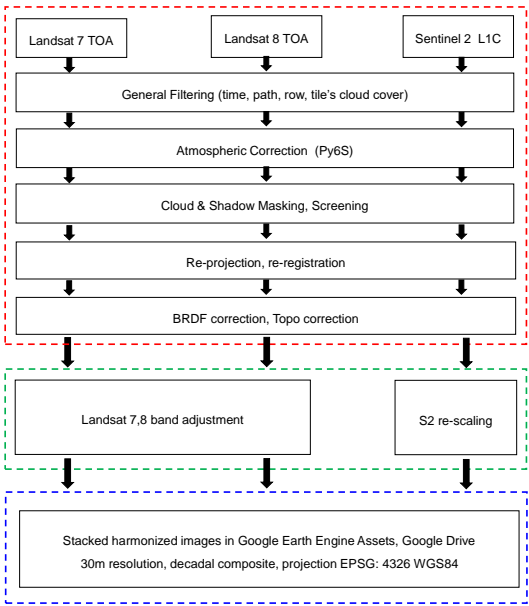 Landsat 7 TOA
Landsat 8 TOA
Sentinel 2 L1C
General Filtering (time, path, row, tile's cloud cover)
Atmospheric Correction (Py6S)
Cloud & Shadow Masking, Screening
Re-projection, re-registration
BRDF correction, Topo correction
Landsat 7,8 band adjustment
S2 re-scaling
Stacked harmonized images in Google Earth Engine Assets, Google Drive
30m resolution, decadal composite, projection EPSG: 4326 WGS84